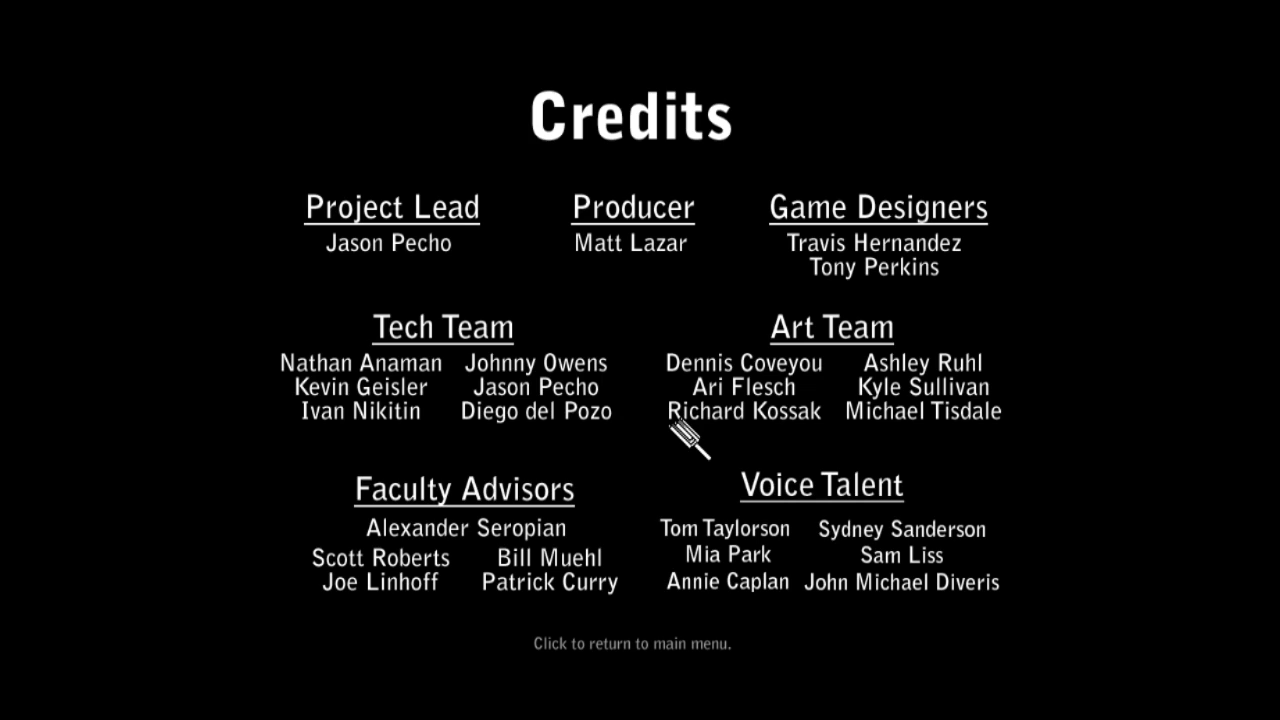 Credits
Project Lead
Jason Pecho
Producer
Matt Lazar
Game Designers
Travis Hernandez
Tony Perkins
Tech Team
Nathan Anaman Johnny Owens
Kevin Geisler Jason Pecho
Ivan Nikitin Diego del Pozo
Art Team
Dennis Coveyou Ashley Ruhl
Ari Flesch Kyle Sullivan
Richard Kossak Michael Tisdale
Faculty Advisors
Alexander Seropian
Scott Roberts Bill Muehl
Joe Linhoff Patrick Curry
Voice Talent
Tom Taylorson Sydney Sanderson
Mia Park Sam Liss
Annie Caplan John Michael Diveris
Click to return to main menu.